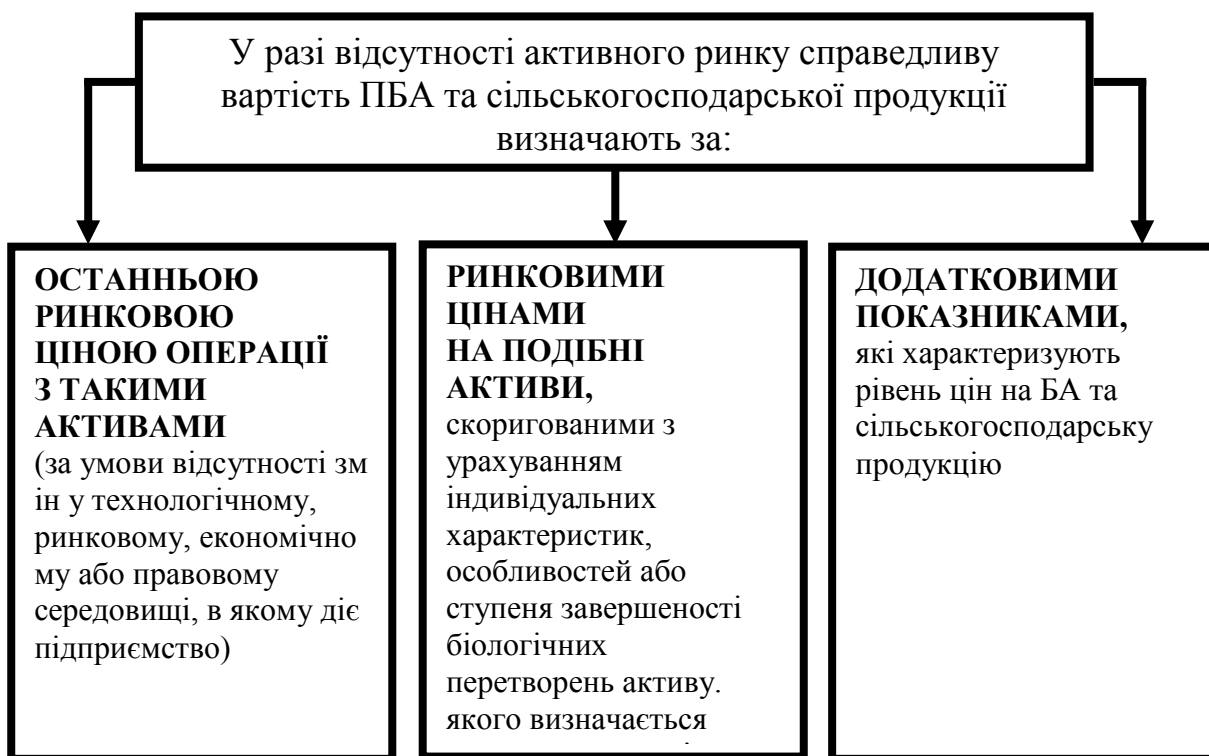 У разі відсутності активного ринку справедливу
вартість ПБА та сільськогосподарської продукції
визначають за:
ОСТАННЬОЮ
РИНКОВОЮ
ЦІНОЮ ОПЕРАЦІЇ
З ТАКИМИ
АКТИВАМИ
(за умови відсутності зм
ін у технологічному,
ринковому, економічно
му або правовому
середовищі, в якому діє
підприємство)
РИНКОВИМИ
ЦІНАМИ
НА ПОДІБНІ
АКТИВИ,
скоригованими з
урахуванням
індивідуальних
характеристик,
особливостей або
ступеня завершеності
біологічних
перетворень активу.
якого визначається
ДОДАТКОВИМИ
ПОКАЗНИКАМИ,
які характеризують
рівень цін на БА та
сільськогосподарську
продукцію